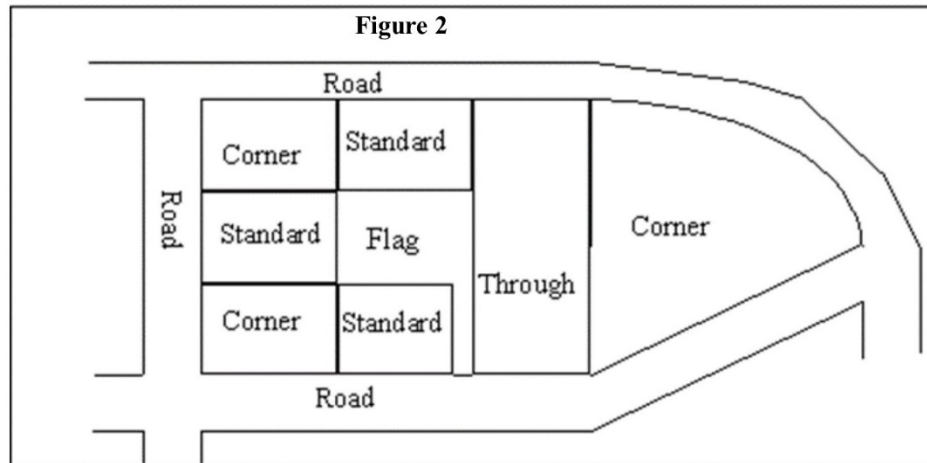 Figure 2
Road
Standard
Corner
Road
Standard
Flag
Corner
Through
Corner
Standard
Road